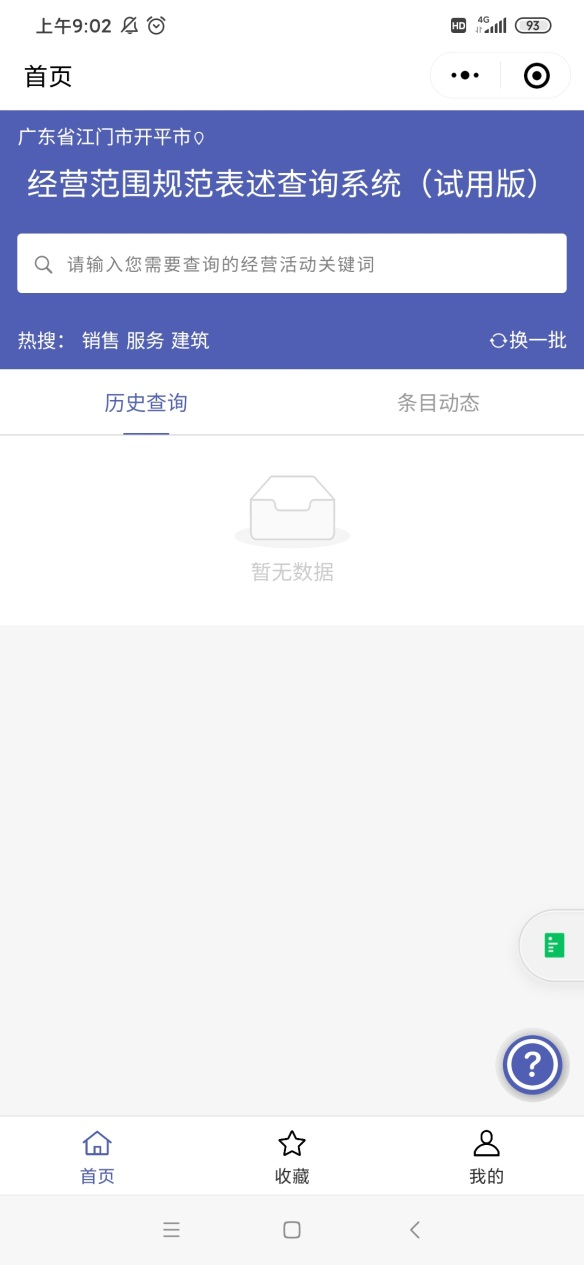 上午9:02
HD 4G 93
首页
广东省江门市开平市
经营范围规范表述查询系统（试用版）
请输入您需要查询的经营活动关键词
热搜： 销售 服务 建筑 换一批
历史查询 条目动态
暂无数据
?
首页 收藏 我的